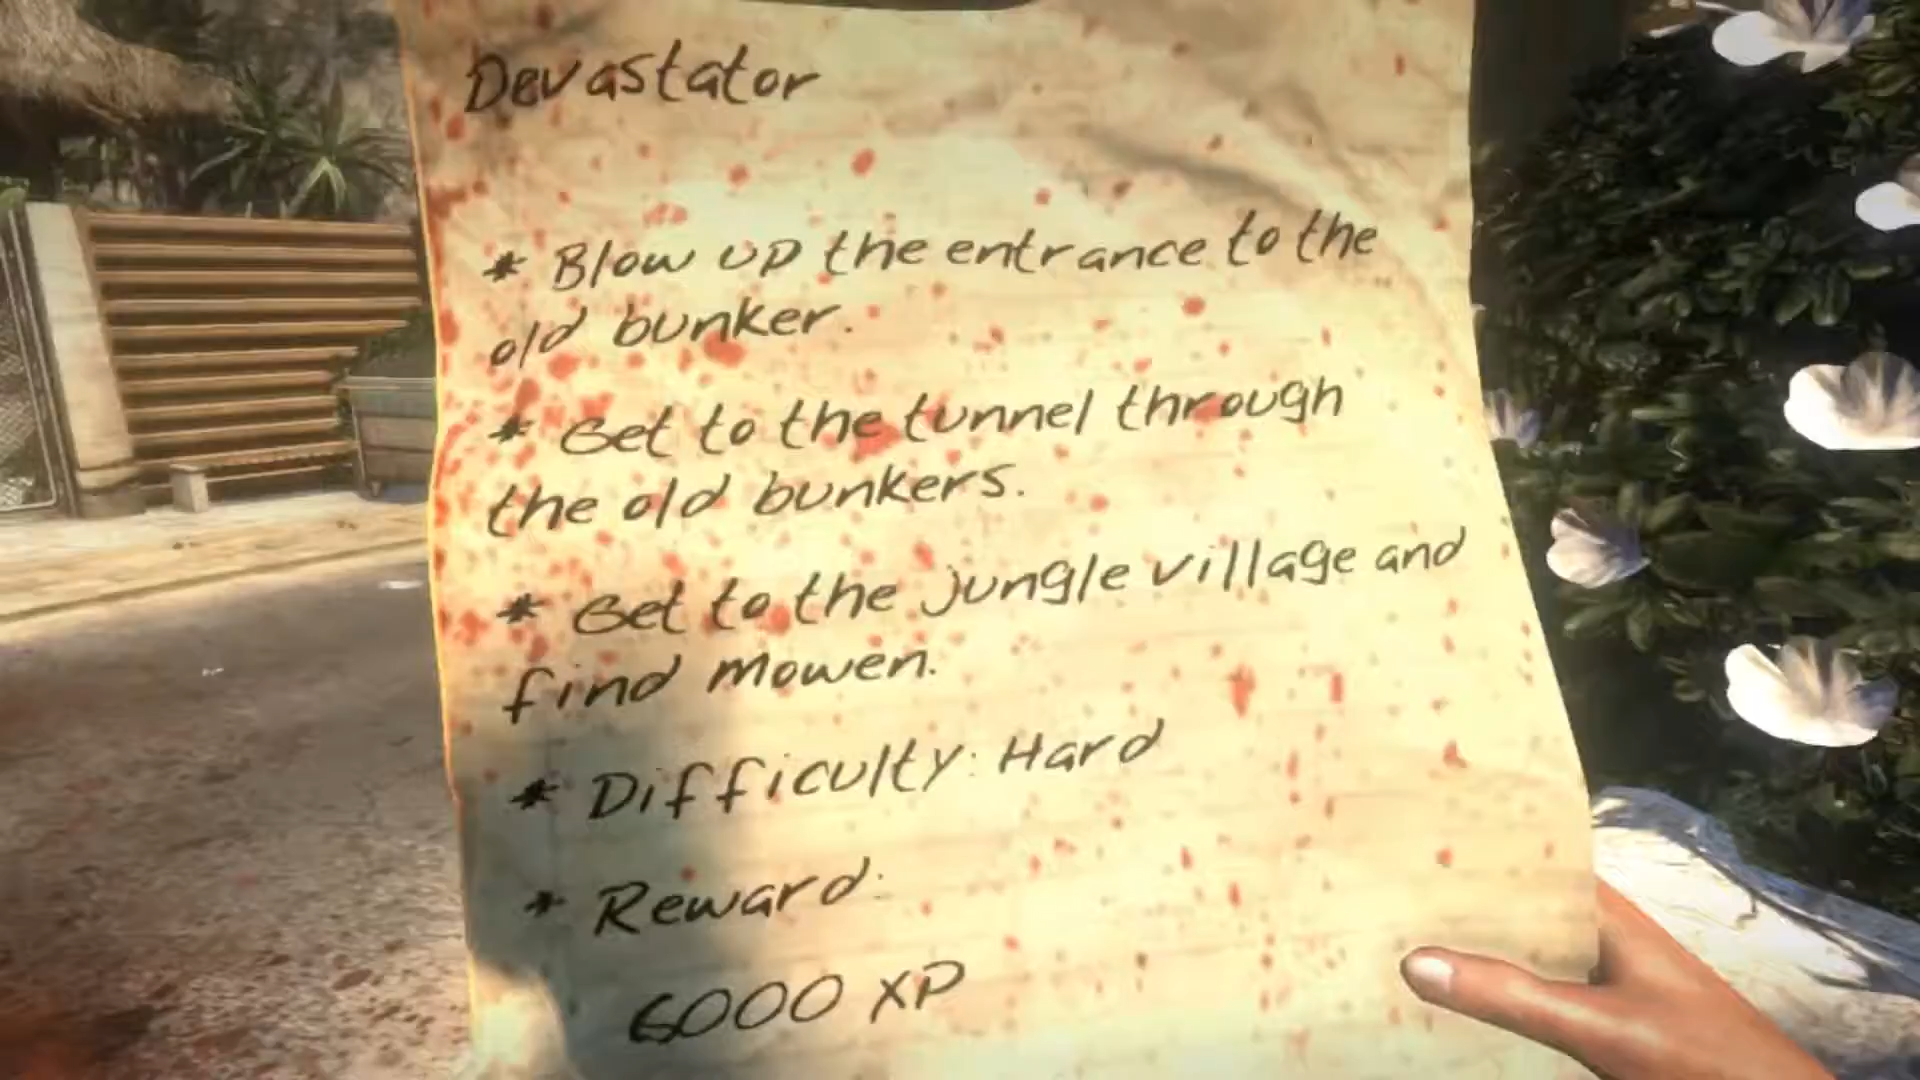 Devastator
* Blow up the entrance to the
old bunker.
* Get to the tunnel through
the old bunkers.
* Get to the jungle village and
find Mowen.
* Difficulty: Hard
* Reward:
6000 XP